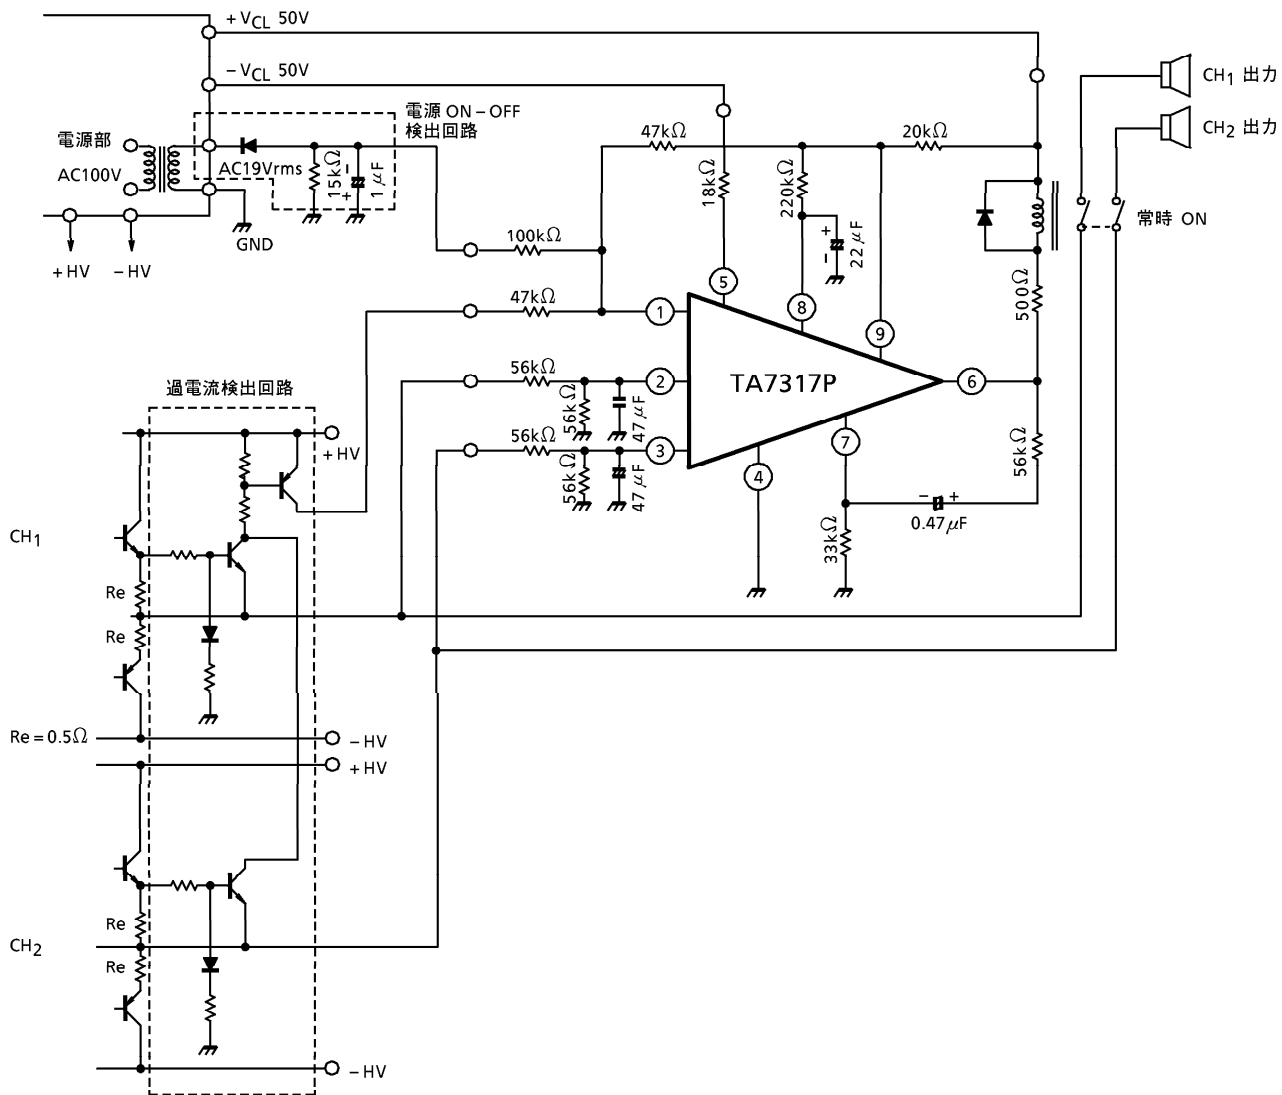 +VCL 50V
−VCL 50V
電源 ON−OFF
検出回路
電源部
AC100V
AC19Vrms
15kΩ
− +
1μF
GND
+HV
−HV
CH1 出力
CH2 出力
常時 ON
47kΩ
20kΩ
18kΩ
220kΩ
+ −
22μF
100kΩ
47kΩ
56kΩ
56kΩ
47μF
56kΩ
56kΩ
47μF
1
2
3
4
5
6
7
8
9
TA7317P
500Ω
56kΩ
− +
0.47μF
33kΩ
過電流検出回路
+HV
CH1
Re
Re
Re=0.5Ω
−HV
+HV
Re
CH2
Re
−HV